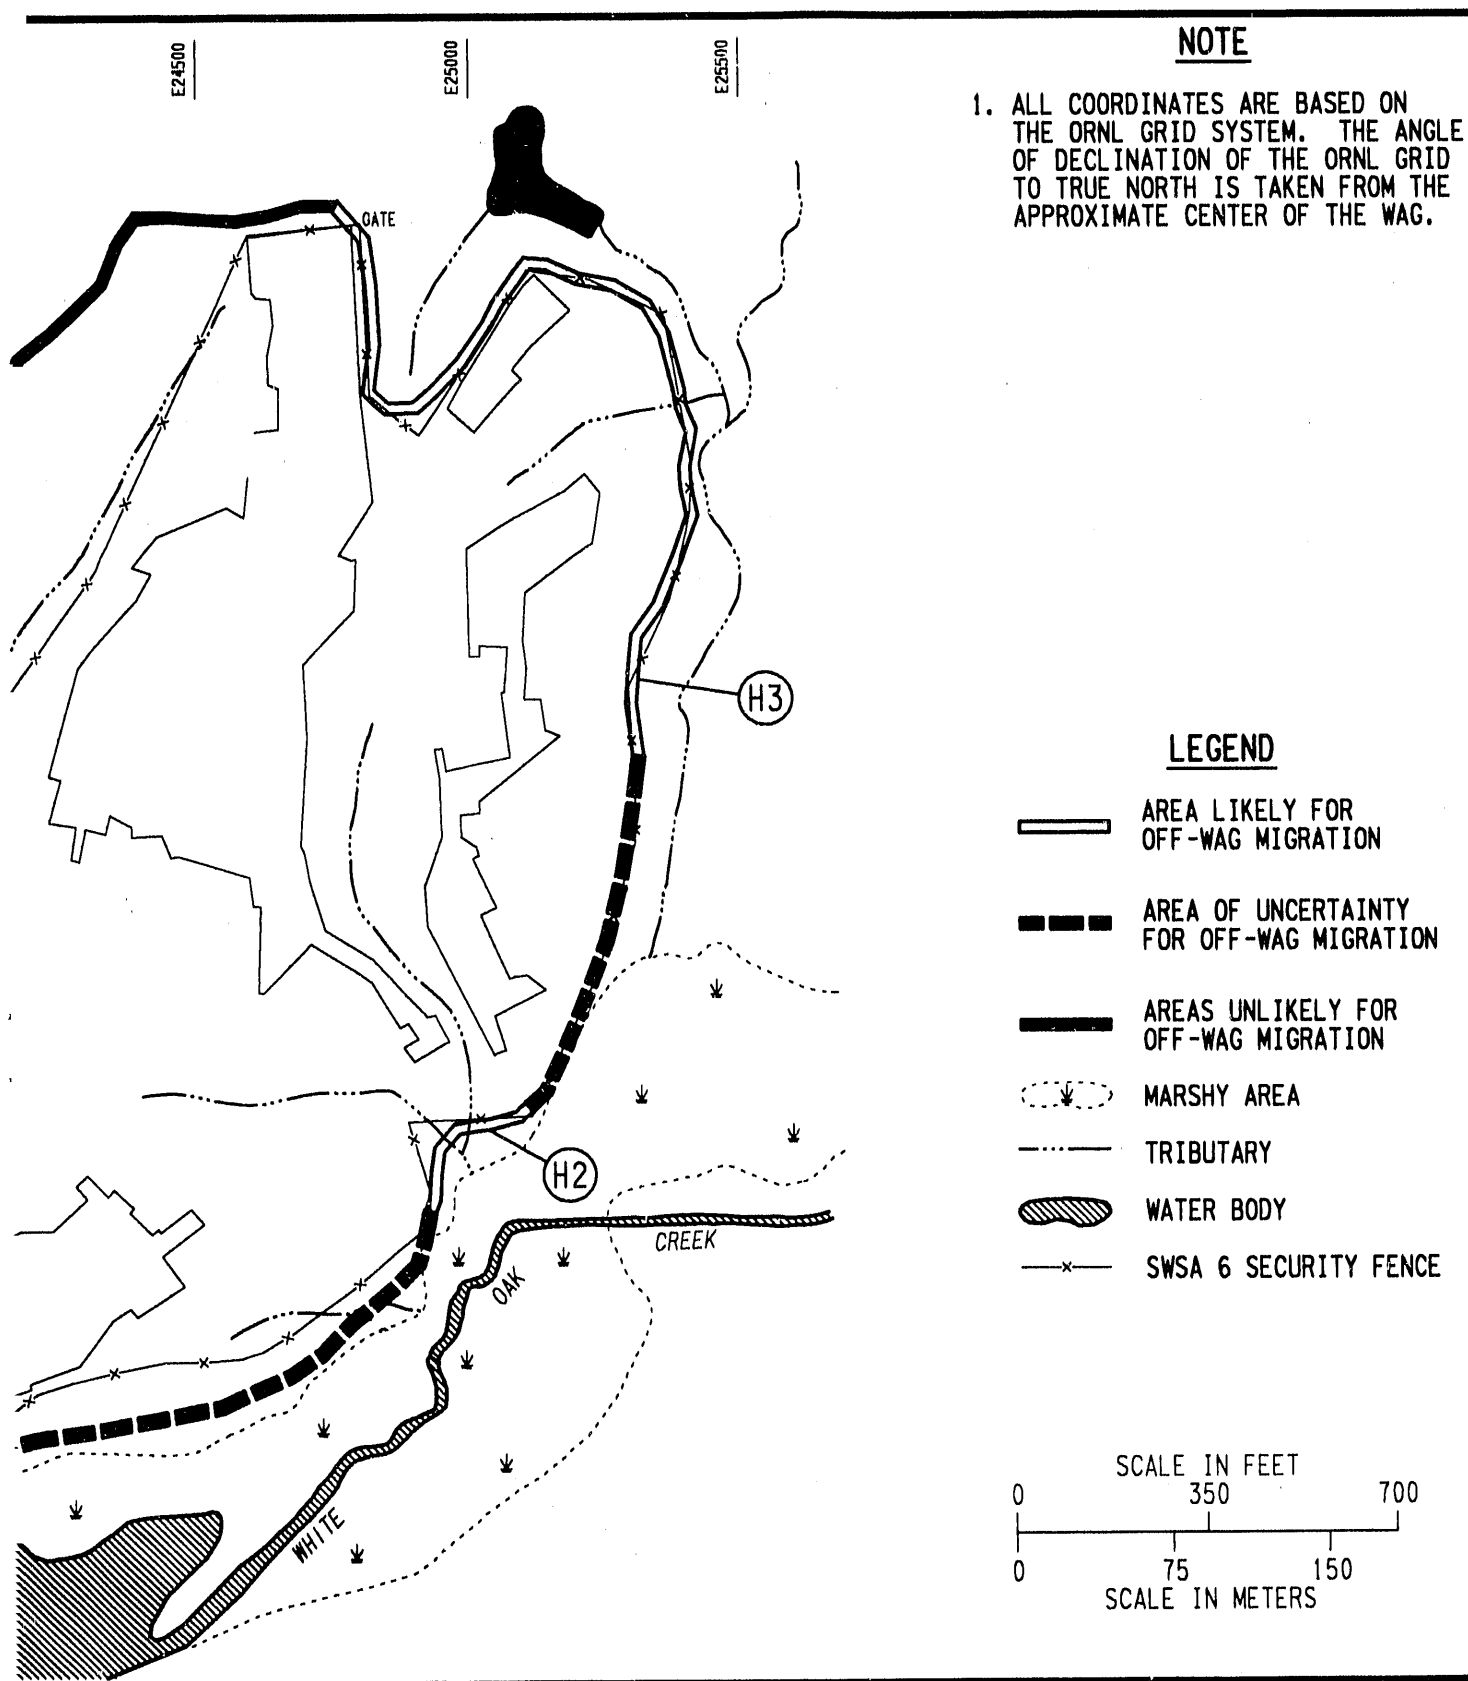 E24500
E25000
E25500
NOTE
1. ALL COORDINATES ARE BASED ON
THE ORNL GRID SYSTEM. THE ANGLE
OF DECLINATION OF THE ORNL GRID
TO TRUE NORTH IS TAKEN FROM THE
APPROXIMATE CENTER OF THE WAG.
GATE
H3
LEGEND
AREA LIKELY FOR
OFF-WAG MIGRATION
AREA OF UNCERTAINTY
FOR OFF-WAG MIGRATION
AREAS UNLIKELY FOR
OFF-WAG MIGRATION
MARSHY AREA
TRIBUTARY
H2
WATER BODY
CREEK
SWSA 6 SECURITY FENCE
OAK
WHITE
SCALE IN FEET
0 350 700
0 75 150
SCALE IN METERS